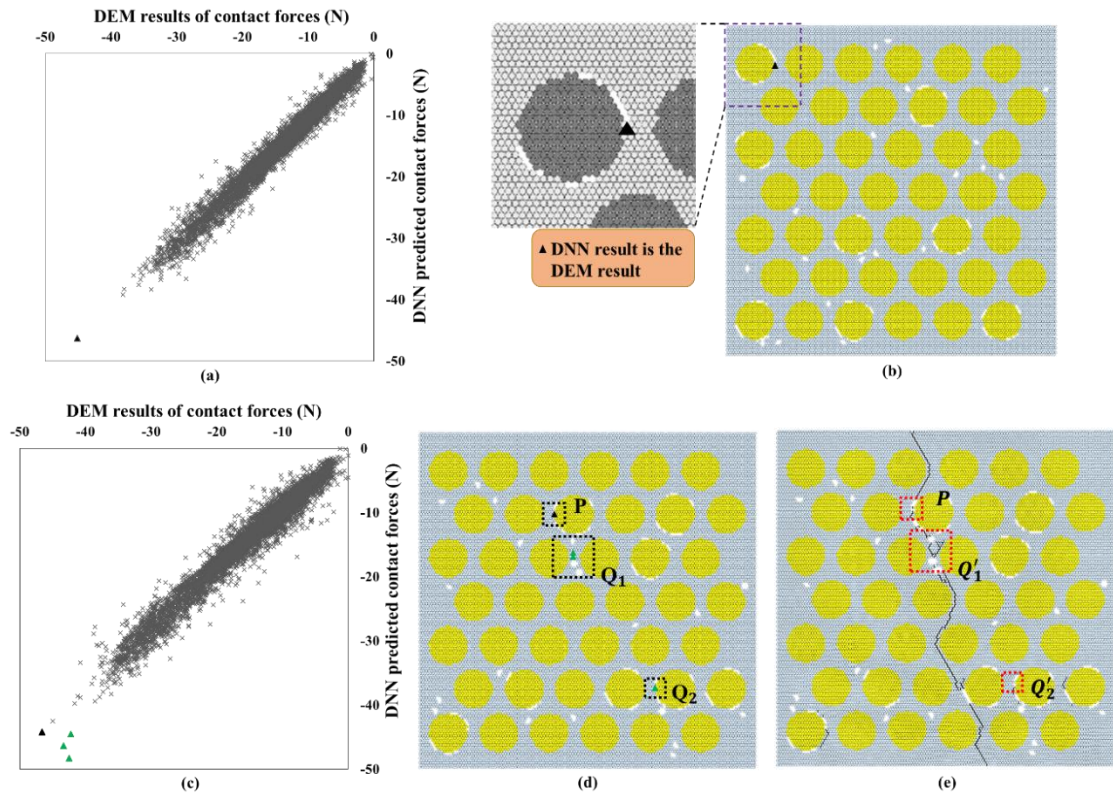 DEM results of contact forces (N)
-50 -40 -30 -20 -10 0
0
-10
-20
-30
-40
-50
DNN predicted contact forces (N)
(a)
▲ DNN result is the
DEM result
(b)
DEM results of contact forces (N)
-50 -40 -30 -20 -10 0
0
-10
-20
-30
-40
-50
DNN predicted contact forces (N)
(c)
P
Q₁
Q₂
(d)
P
Q′₁
Q′₂
(e)